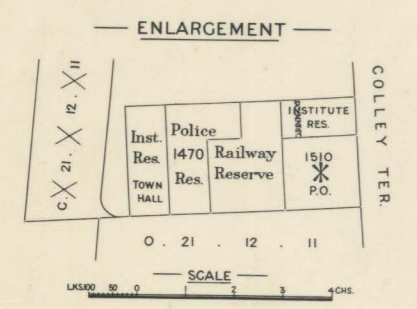 ENLARGEMENT
C. 21. 12. 11
COLLEY TER.
Inst.
Res.
TOWN
HALL
Police
1470
Res.
Railway
Reserve
INSTITUTE
RES.
1510
P.O.
0. 21. 12. 11
SCALE
LKS.100 50 0 1 2 3 4 CHS.